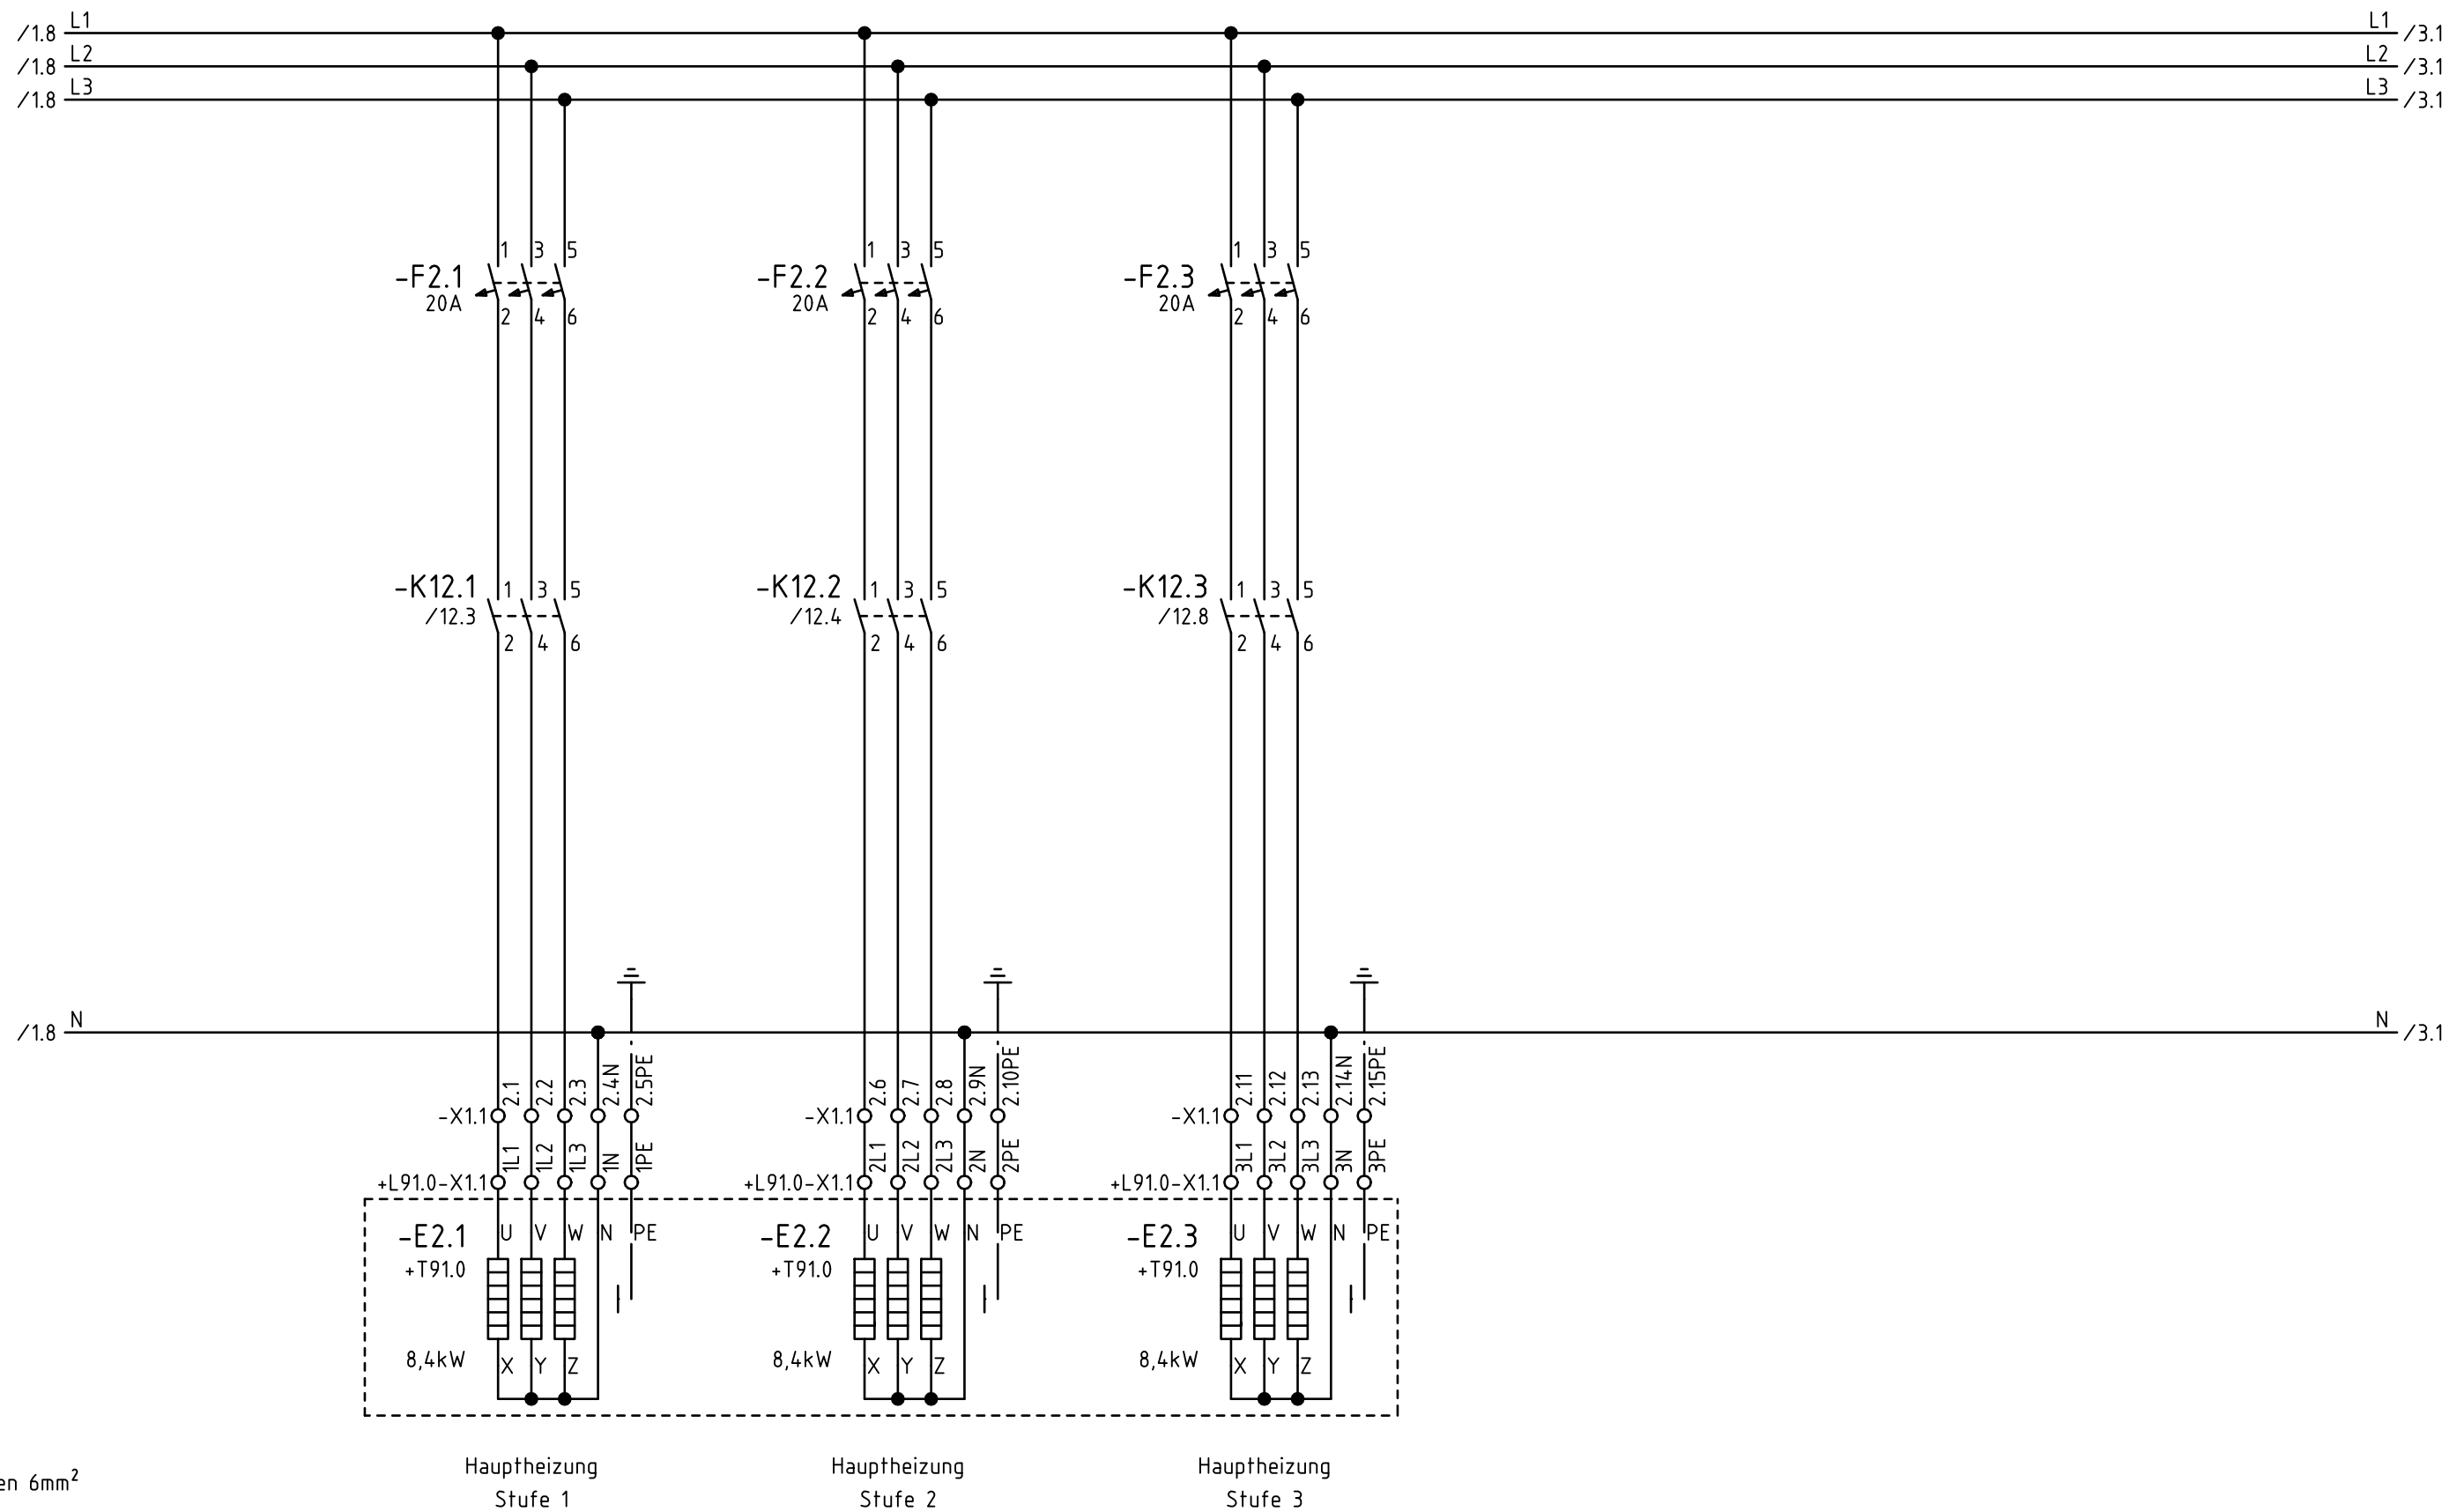 /1.8 L1 L1 /3.1
/1.8 L2 L2 /3.1
/1.8 L3 L3 /3.1
1 3 5 1 3 5 1 3 5
-F2.1 -F2.2 -F2.3
20A 20A 20A
2 4 6 2 4 6 2 4 6
-K12.1 1 3 5 -K12.2 1 3 5 -K12.3 1 3 5
/12.3 /12.4 /12.8
2 4 6 2 4 6 2 4 6
/1.8 N N /3.1
2.1 2.2 2.3 2.4N 2.5PE 2.6 2.7 2.8 2.9N 2.10PE 2.11 2.12 2.13 2.14N 2.15PE
-X1.1 -X1.1 -X1.1
1L1 1L2 1L3 1N 1PE 2L1 2L2 2L3 2N 2PE 3L1 3L2 3L3 3N 3PE
+L91.0-X1.1 +L91.0-X1.1 +L91.0-X1.1
-E2.1 U V W N PE -E2.2 U V W N PE -E2.3 U V W N PE
+T91.0 +T91.0 +T91.0
8,4kW X Y Z 8,4kW X Y Z 8,4kW X Y Z
Hauptheizung Hauptheizung Hauptheizung
en 6mm²
Stufe 1 Stufe 2 Stufe 3